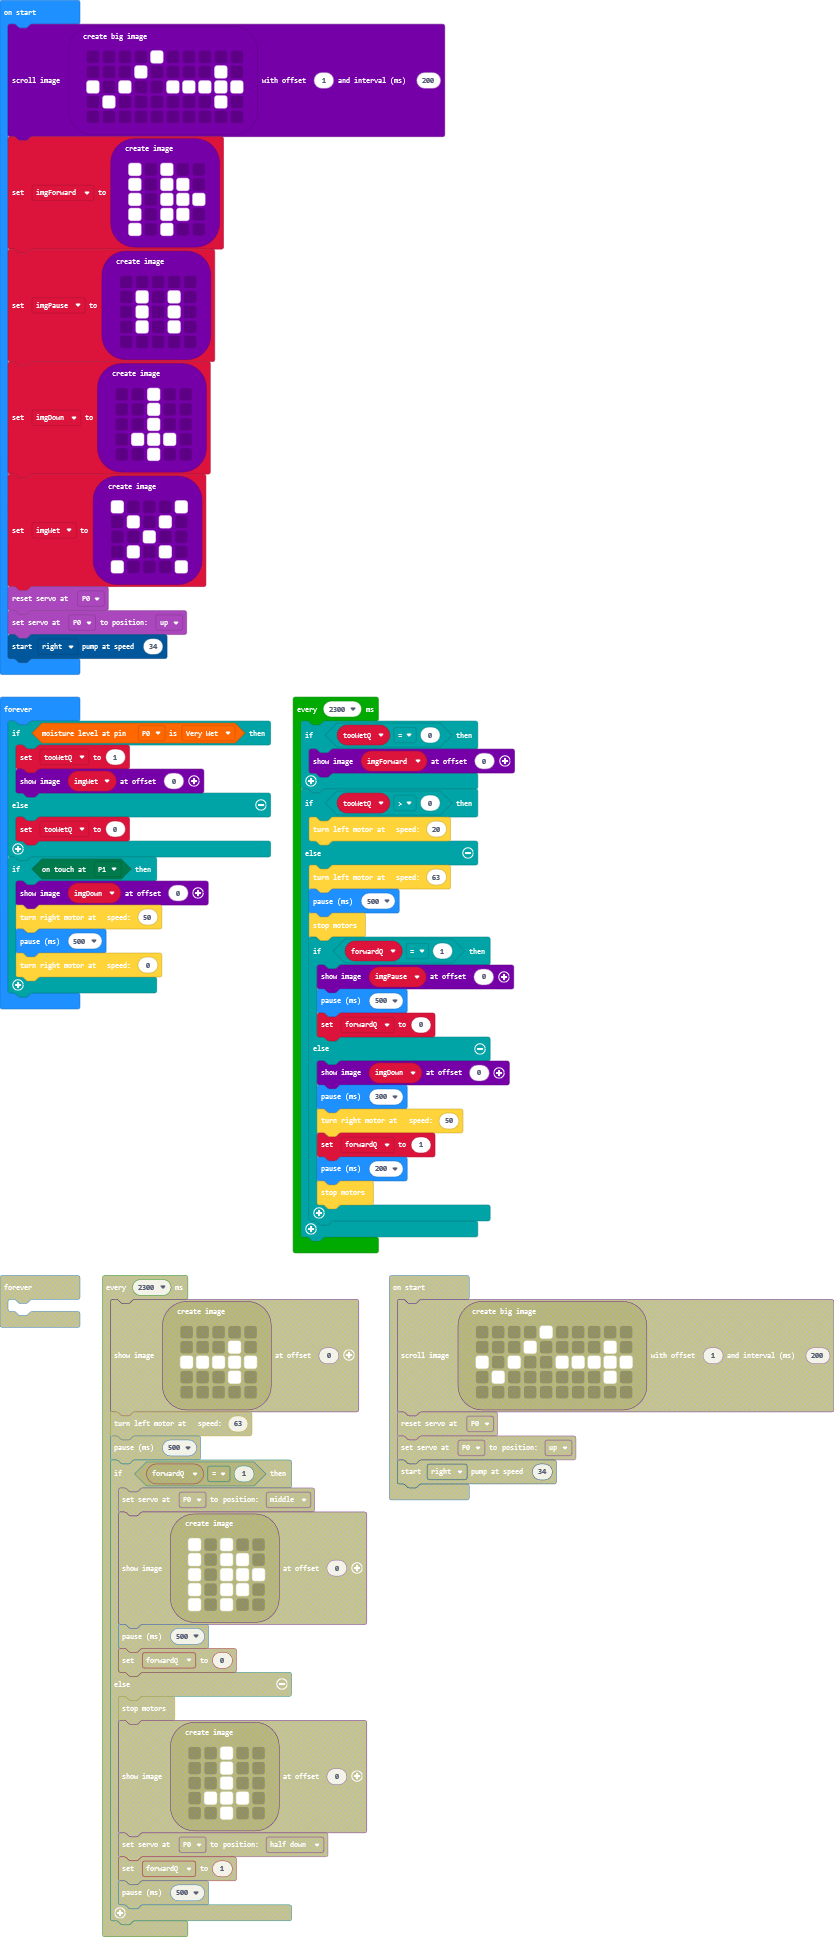 on start
create big image
scroll image with offset 1 and interval (ms) 200
create image
set imgForward to
create image
set imgPause to
create image
set imgDown to
create image
set imgWet to
reset servo at P0
set servo at P0 to position: up
start right pump at speed 34
forever
if moisture level at pin P0 is Very Wet then
set tooWetQ to 1
show image imgWet at offset 0
else
set tooWetQ to 0
if on touch at P1 then
show image imgDown at offset 0
turn right motor at speed: 50
pause (ms) 500
turn right motor at speed: 0
every 2300 ms
if tooWetQ = 0 then
show image imgForward at offset 0
if tooWetQ > 0 then
turn left motor at speed: 20
else
turn left motor at speed: 63
pause (ms) 500
stop motors
if forwardQ = 1 then
show image imgPause at offset 0
pause (ms) 500
set forwardQ to 0
else
show image imgDown at offset 0
pause (ms) 300
turn right motor at speed: 50
set forwardQ to 1
pause (ms) 200
stop motors
forever
every 2300 ms
create image
show image at offset 0
turn left motor at speed: 63
pause (ms) 500
if forwardQ = 1 then
set servo at P0 to position: middle
create image
show image at offset 0
pause (ms) 500
set forwardQ to 0
else
stop motors
create image
show image at offset 0
set servo at P0 to position: half down
set forwardQ to 1
pause (ms) 500
on start
create big image
scroll image with offset 1 and interval (ms) 200
reset servo at P0
set servo at P0 to position: up
start right pump at speed 34